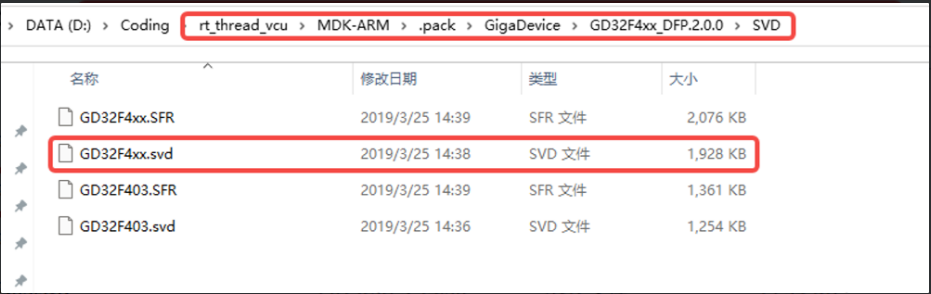 DATA (D:) > Coding > rt_thread_vcu > MDK-ARM > .pack > GigaDevice > GD32F4xx_DFP.2.0.0 > SVD
名称 修改日期 类型 大小
GD32F4xx.SFR 2019/3/25 14:39 SFR 文件 2,076 KB
GD32F4xx.svd 2019/3/25 14:38 SVD 文件 1,928 KB
GD32F403.SFR 2019/3/25 14:39 SFR 文件 1,361 KB
GD32F403.svd 2019/3/25 14:36 SVD 文件 1,254 KB